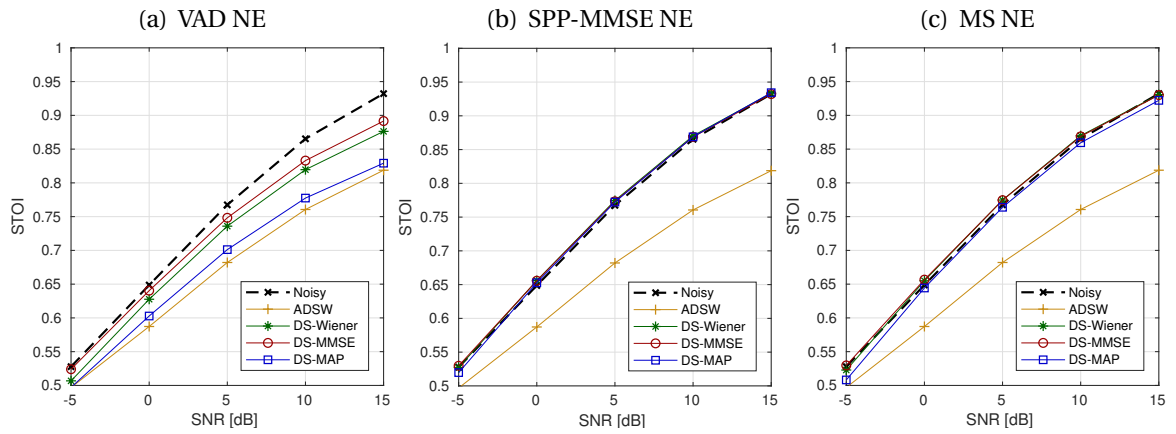 (a) VAD NE
1
0.95
0.9
0.85
0.8
0.75
0.7
0.65
0.6
0.55
0.5
STOI
-5 0 5 10 15
SNR [dB]
Noisy
ADSW
DS-Wiener
DS-MMSE
DS-MAP
(b) SPP-MMSE NE
1
0.95
0.9
0.85
0.8
0.75
0.7
0.65
0.6
0.55
0.5
STOI
-5 0 5 10 15
SNR [dB]
Noisy
ADSW
DS-Wiener
DS-MMSE
DS-MAP
(c) MS NE
1
0.95
0.9
0.85
0.8
0.75
0.7
0.65
0.6
0.55
0.5
STOI
-5 0 5 10 15
SNR [dB]
Noisy
ADSW
DS-Wiener
DS-MMSE
DS-MAP